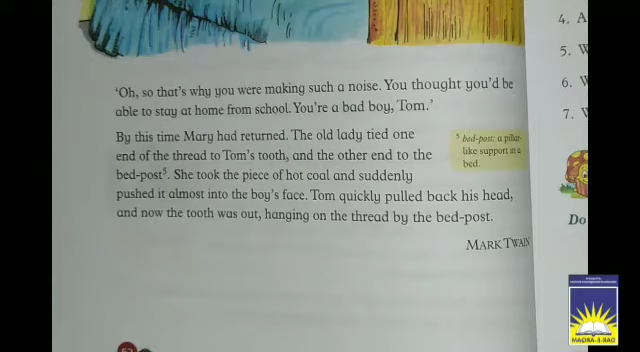 'Oh, so that's why you were making such a noise. You thought you'd be
able to stay at home from school. You're a bad boy, Tom.'
By this time Mary had returned. The old lady tied one
end of the thread to Tom's tooth, and the other end to the
bed-post⁵. She took the piece of hot coal and suddenly
pushed it almost into the boy's face. Tom quickly pulled back his head,
and now the tooth was out, hanging on the thread by the bed-post.
MARK TWAIN
⁵ bed-post: a pillar-
like support in a
bed.
4. A
5. W
6. W
7. W
Do
52
MAQRA-3-RAO